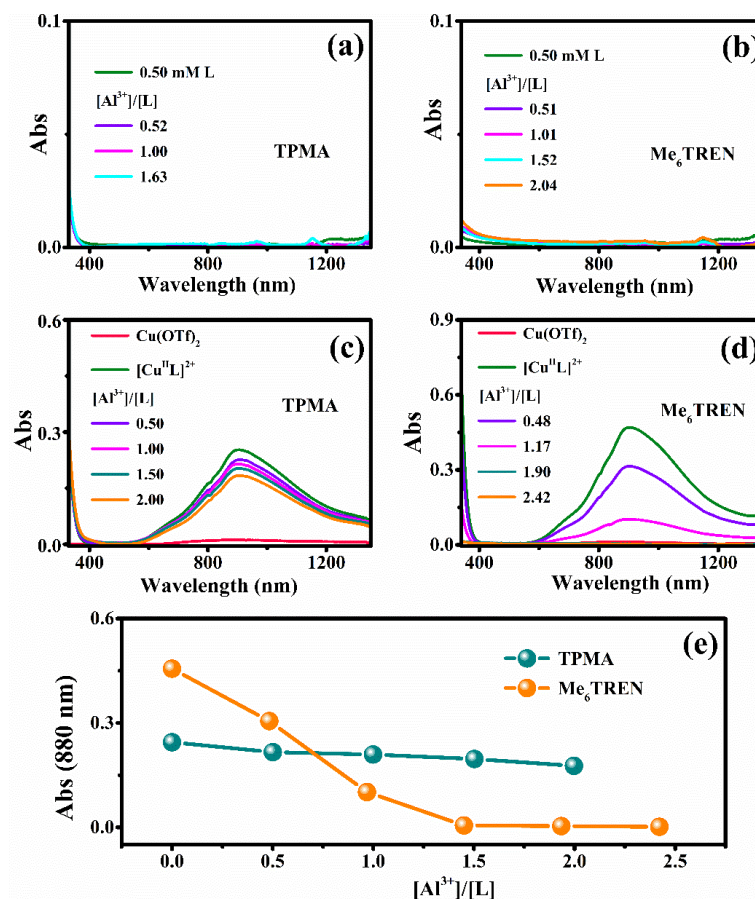 0.1
(a)
0.50 mM L
[Al³⁺]/[L]
0.52
1.00
1.63
TPMA
Abs
0.0
400 800 1200
Wavelength (nm)
0.1
(b)
0.50 mM L
[Al³⁺]/[L]
0.51
1.01
1.52
2.04
Me₆TREN
Abs
0.0
400 800 1200
Wavelength (nm)
0.6
(c)
Cu(OTf)₂
[CuᴵᴵL]²⁺
[Al³⁺]/[L]
0.50
1.00
1.50
2.00
TPMA
Abs
0.3
0.0
400 800 1200
Wavelength (nm)
0.9
(d)
Cu(OTf)₂
[CuᴵᴵL]²⁺
[Al³⁺]/[L]
0.48
1.17
1.90
2.42
Me₆TREN
Abs
0.6
0.3
0.0
400 600 800 1000 1200
Wavelength (nm)
0.6
(e)
TPMA
Me₆TREN
Abs (880 nm)
0.3
0.0
0.0 0.5 1.0 1.5 2.0 2.5
[Al³⁺]/[L]